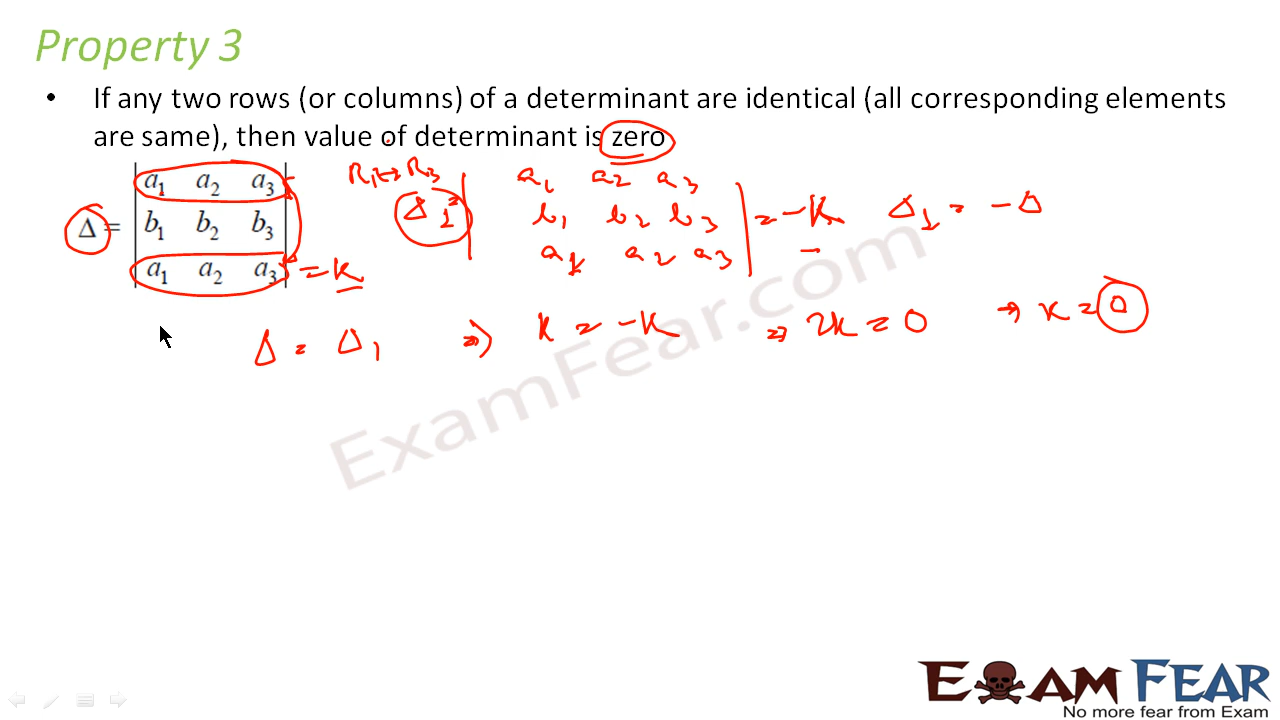 Property 3
• If any two rows (or columns) of a determinant are identical (all corresponding elements
are same), then value of determinant is zero
R₁↔R₃
Δ = | a₁ a₂ a₃ |
| b₁ b₂ b₃ |
| a₁ a₂ a₃ | = k
Δ₁ = | a₁ a₂ a₃ |
| b₁ b₂ b₃ | = -k Δ₁ = -Δ
| a₁ a₂ a₃ |
Δ = Δ₁ ⇒ k = -k ⇒ 2k = 0 ⇒ k = 0
ExamFear.com
EXAM FEAR
No more fear from Exam